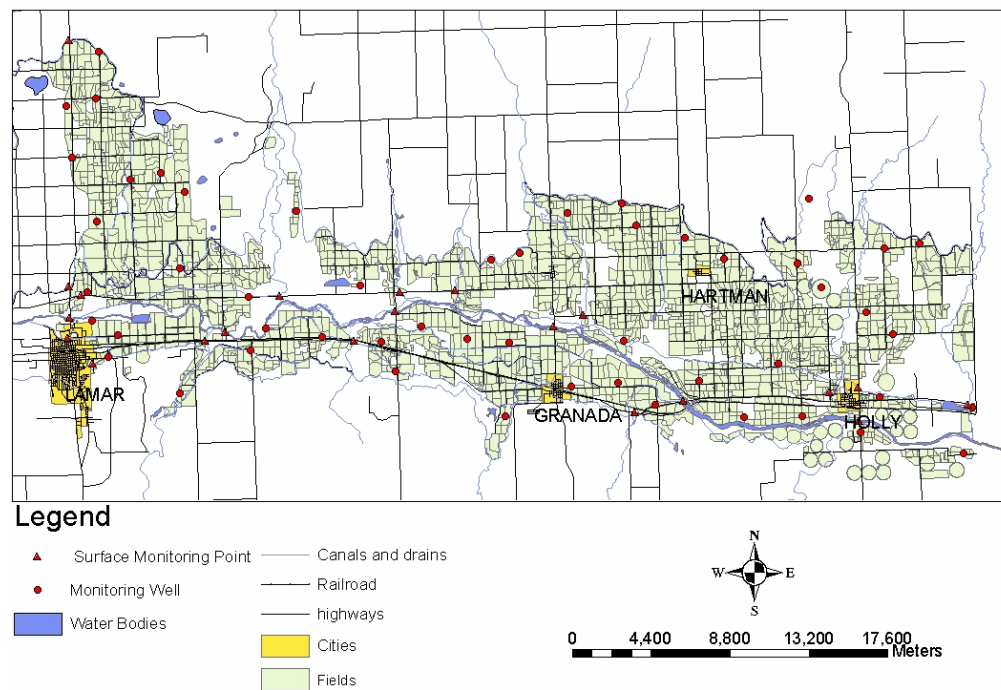 HARTMAN
LAMAR
GRANADA
HOLLY
Legend
Surface Monitoring Point
Monitoring Well
Water Bodies
Canals and drains
Railroad
highways
Cities
Fields
N
W E
S
0 4,400 8,800 13,200 17,600
Meters